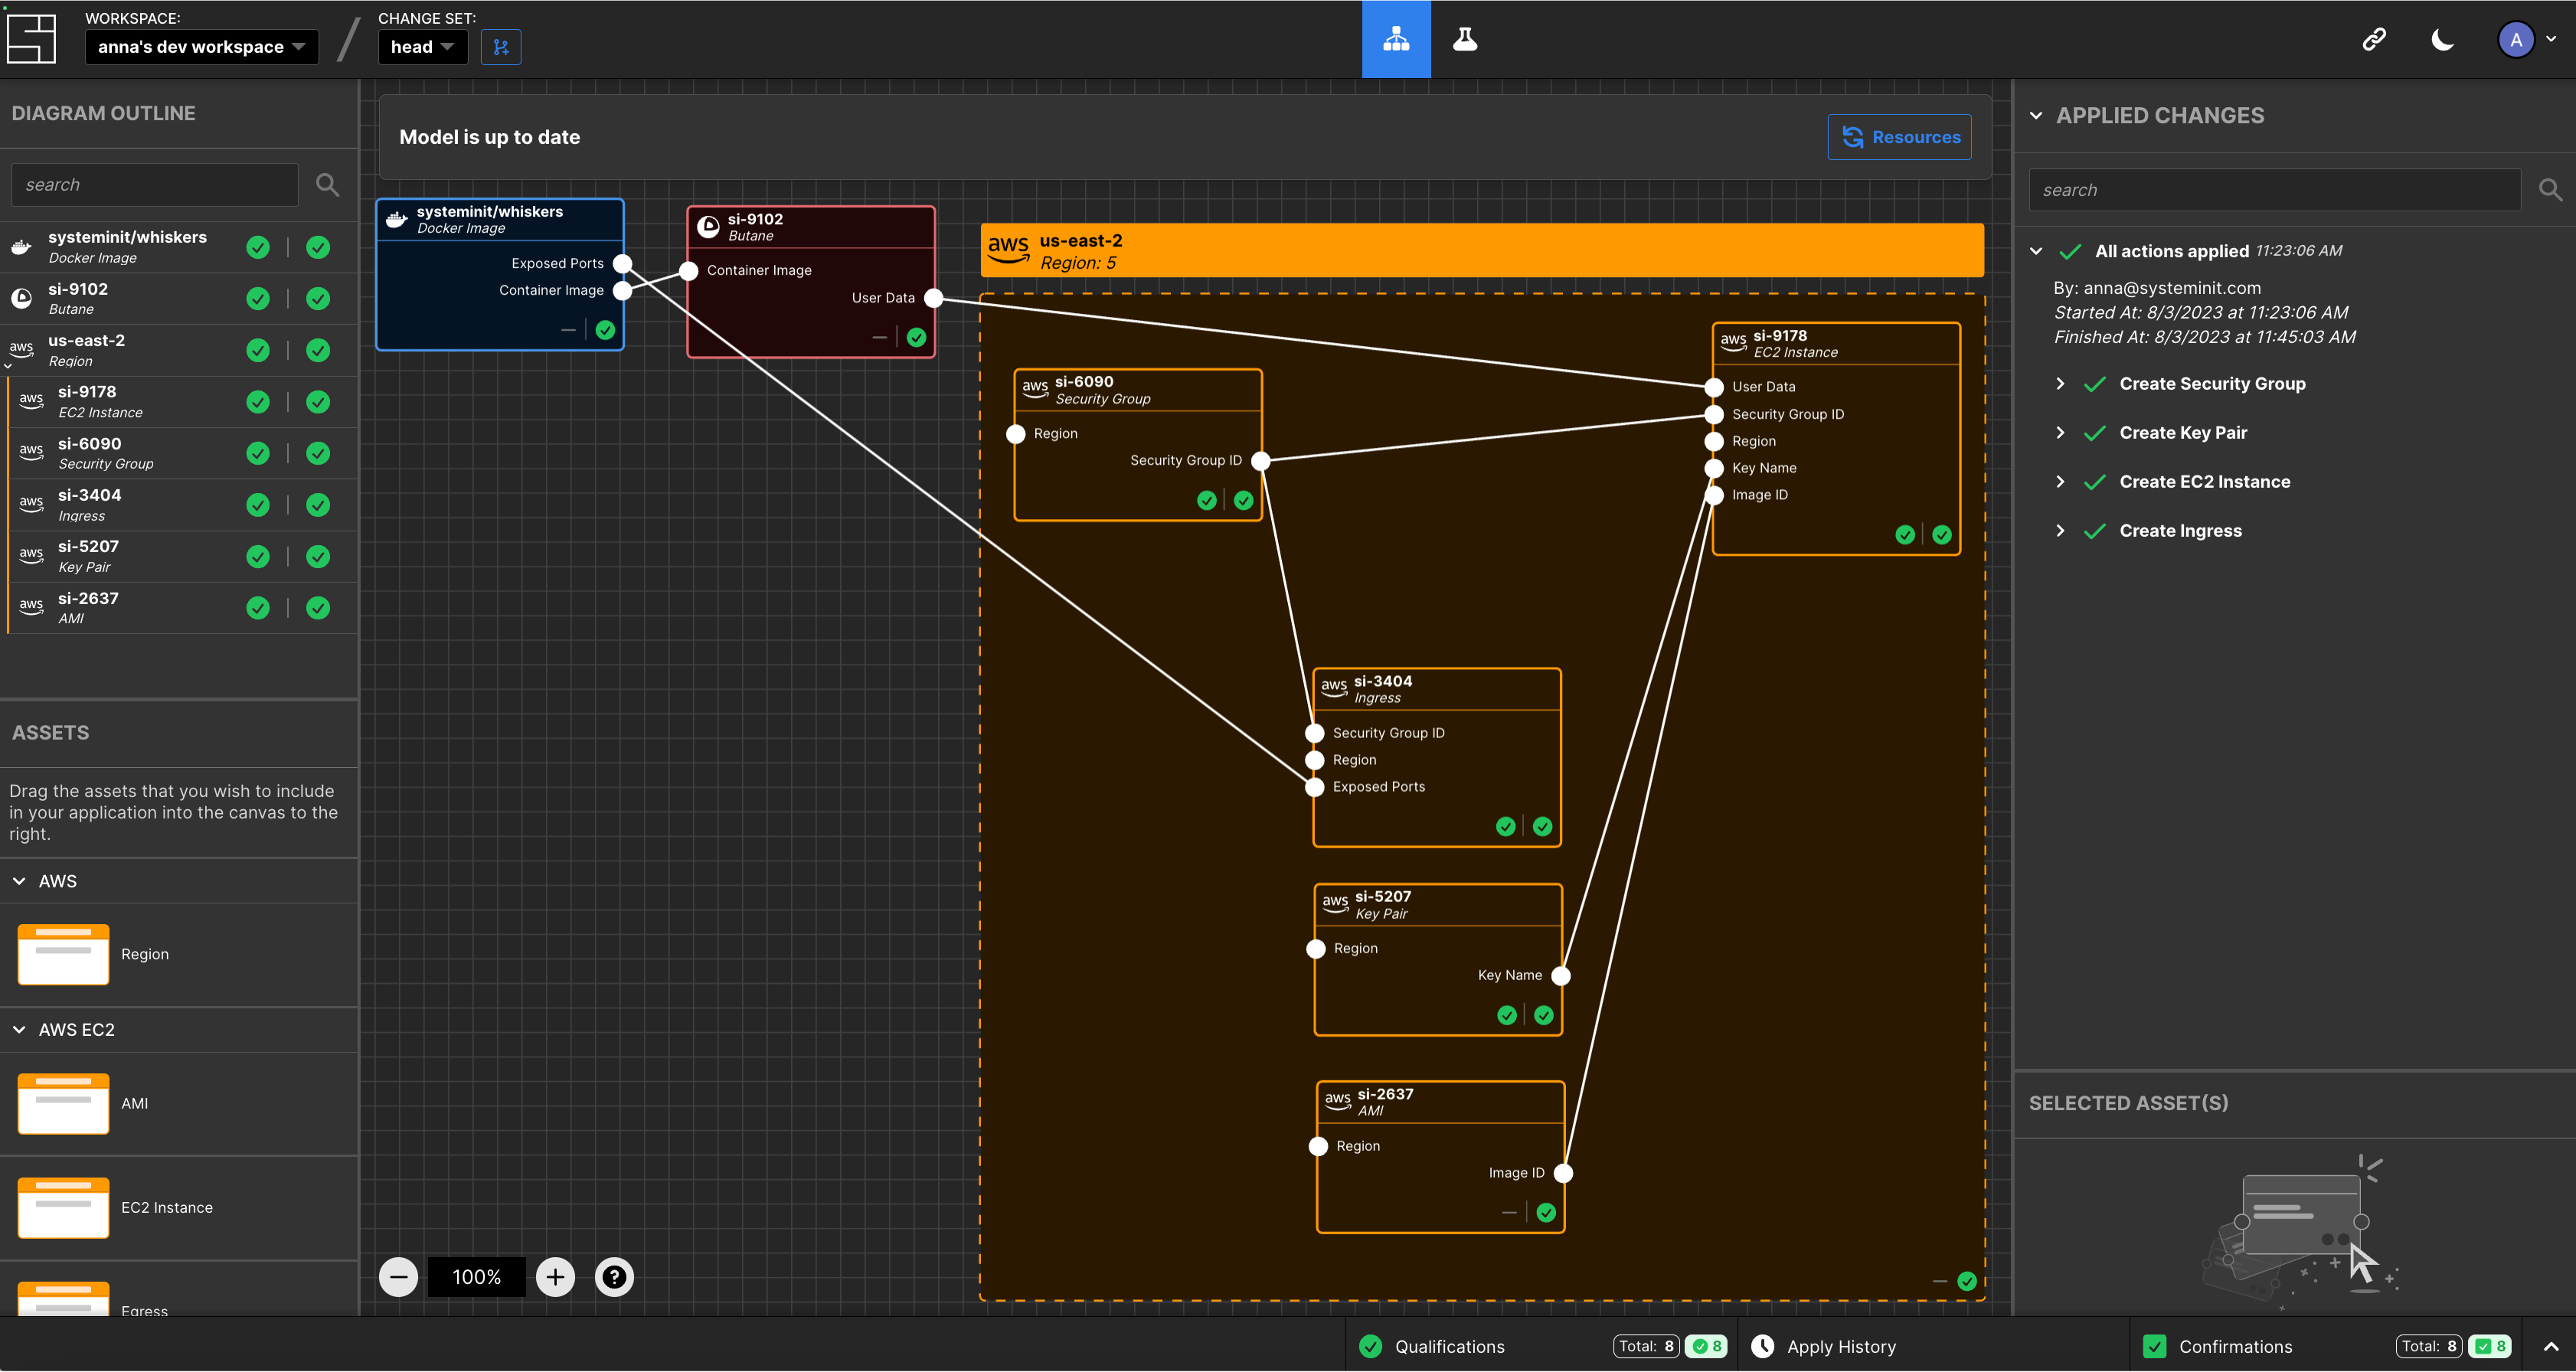 WORKSPACE:
anna's dev workspace
CHANGE SET:
head
A
DIAGRAM OUTLINE
search
systeminit/whiskers
Docker Image
si-9102
Butane
aws
us-east-2
Region
aws
si-9178
EC2 Instance
aws
si-6090
Security Group
aws
si-3404
Ingress
aws
si-5207
Key Pair
aws
si-2637
AMI
ASSETS
Drag the assets that you wish to include
in your application into the canvas to the
right.
AWS
Region
AWS EC2
AMI
EC2 Instance
Egress
Model is up to date
Resources
systeminit/whiskers
Docker Image
Exposed Ports
Container Image
si-9102
Butane
Container Image
User Data
aws
us-east-2
Region: 5
aws
si-6090
Security Group
Region
Security Group ID
aws
si-9178
EC2 Instance
User Data
Security Group ID
Region
Key Name
Image ID
aws
si-3404
Ingress
Security Group ID
Region
Exposed Ports
aws
si-5207
Key Pair
Region
Key Name
aws
si-2637
AMI
Region
Image ID
100%
?
APPLIED CHANGES
search
All actions applied 11:23:06 AM
By: anna@systeminit.com
Started At: 8/3/2023 at 11:23:06 AM
Finished At: 8/3/2023 at 11:45:03 AM
Create Security Group
Create Key Pair
Create EC2 Instance
Create Ingress
SELECTED ASSET(S)
Qualifications
Total: 8
8
Apply History
Confirmations
Total: 8
8